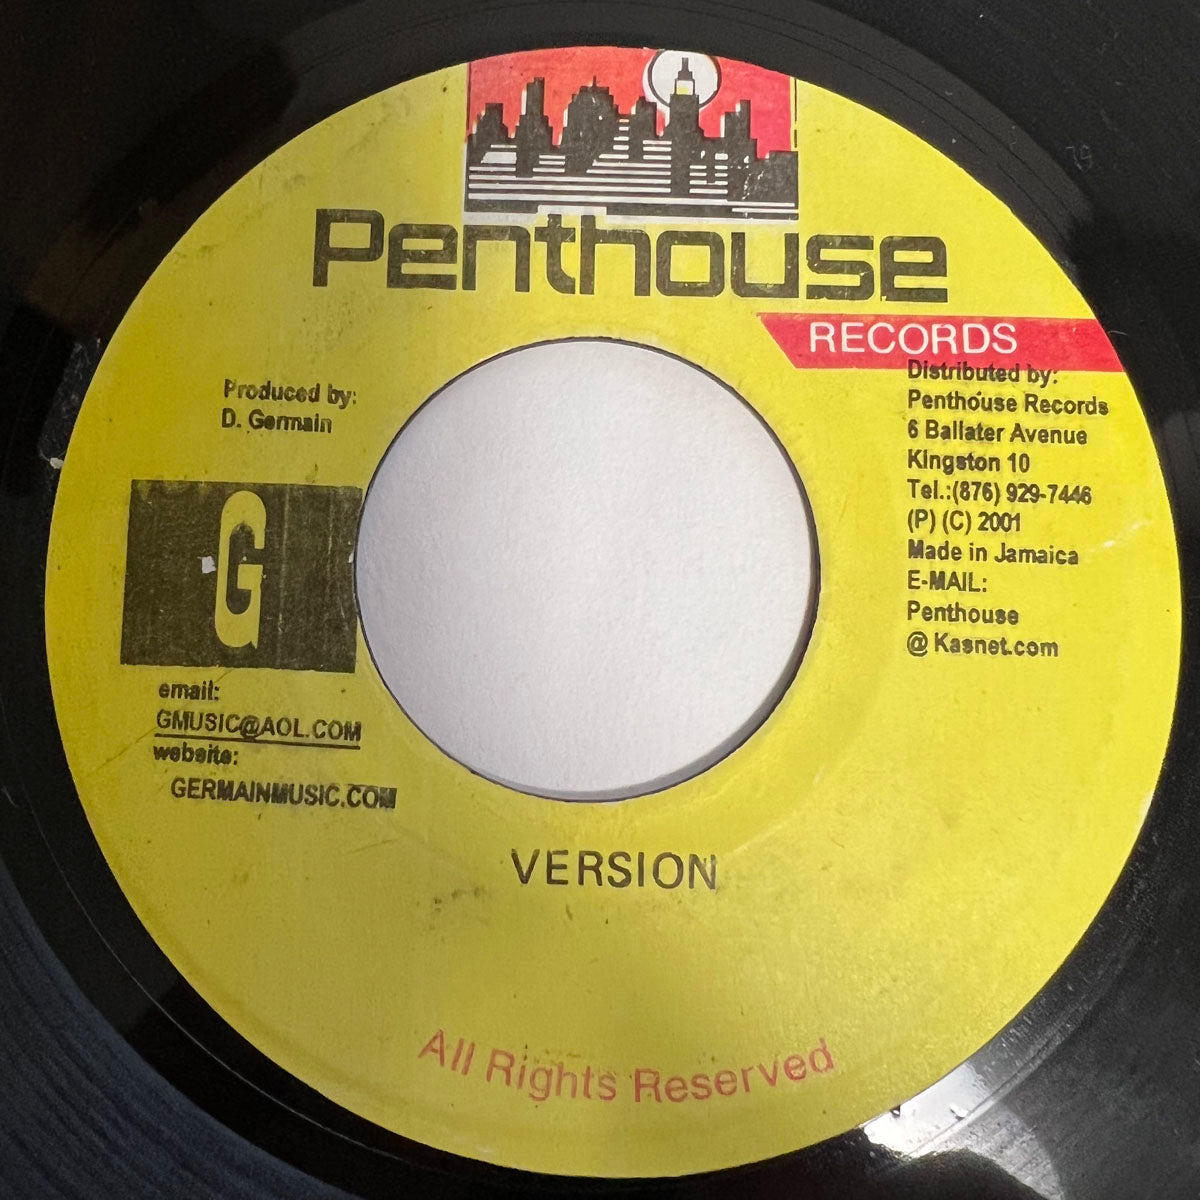 Penthouse
RECORDS
Produced by:
D. Germain
G
email:
GMUSIC@AOL.COM
website:
GERMAINMUSIC.COM
Distributed by:
Penthouse Records
6 Ballater Avenue
Kingston 10
Tel.:(876) 929-7446
(P) (C) 2001
Made in Jamaica
E-MAIL:
Penthouse
@ Kasnet.com
VERSION
All Rights Reserved